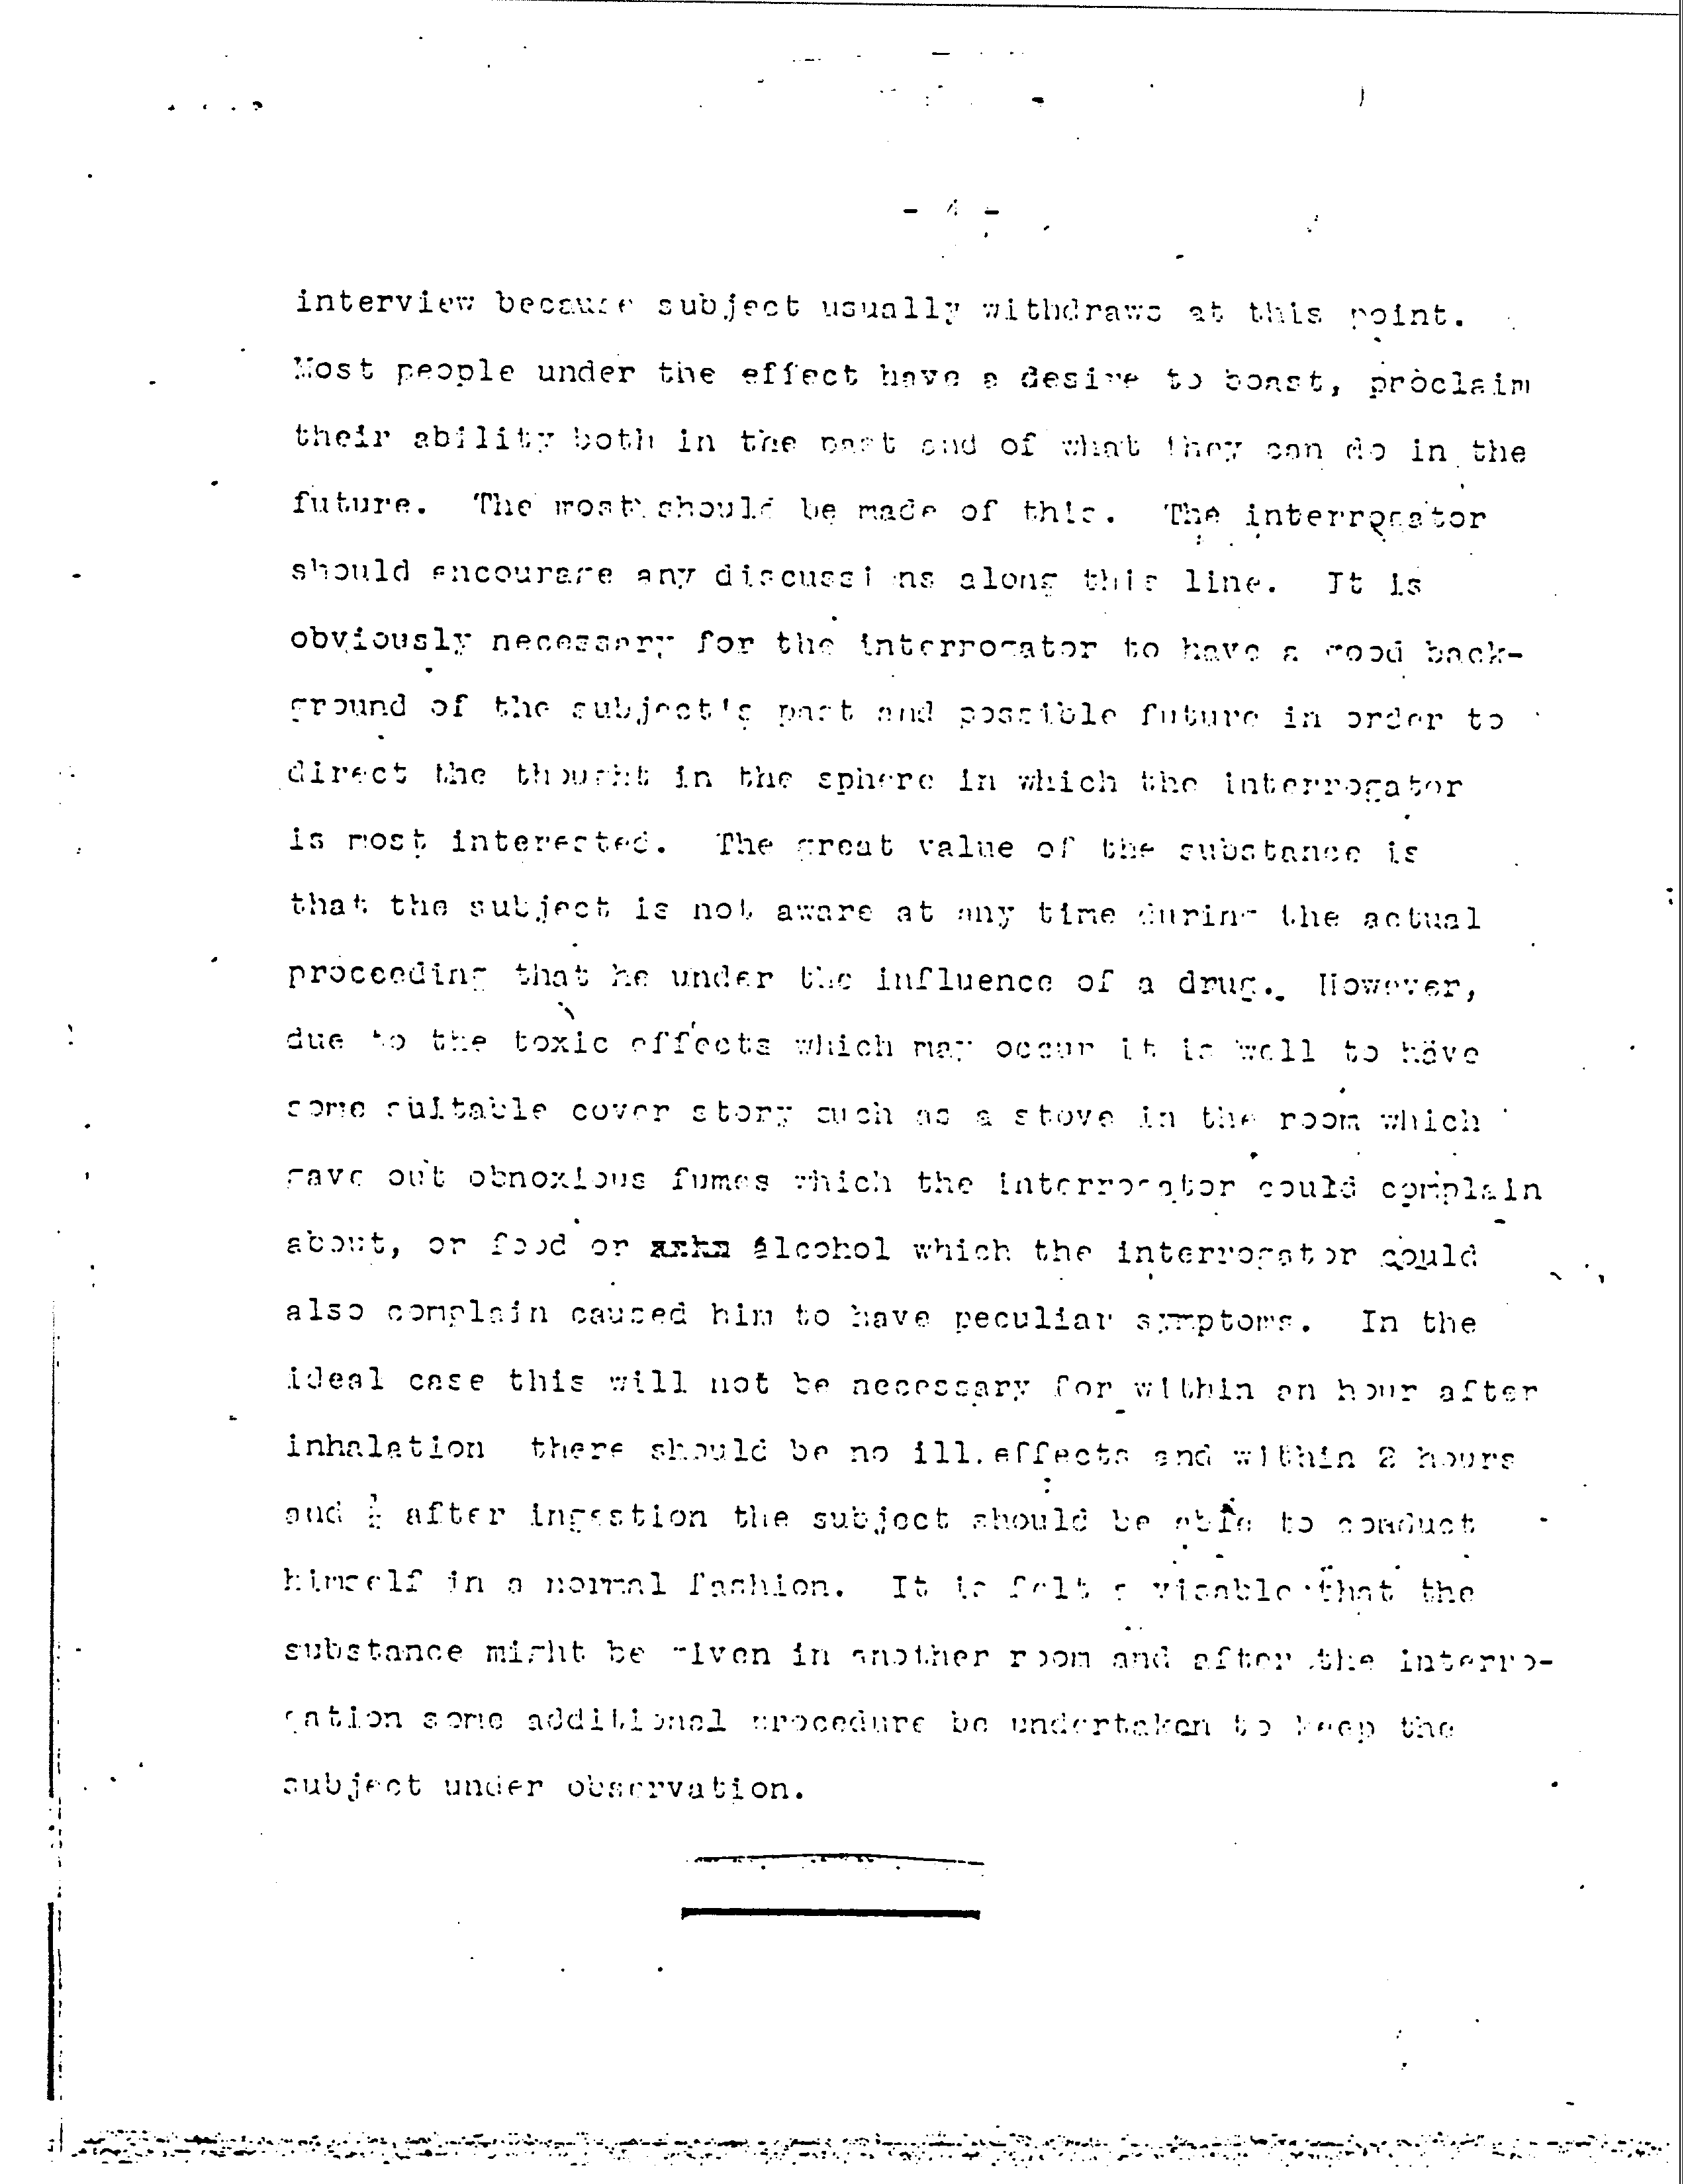 - 4 -
interview because subject usually withdraws at this point.
Most people under the effect have a desire to boast, proclaim
their ability both in the past and of what they can do in the
future. The most should be made of this. The interrogator
should encourage any discussions along this line. It is
obviously necessary for the interrogator to have a good back-
ground of the subject's past and possible future in order to
direct the thought in the sphere in which the interrogator
is most interested. The great value of the substance is
that the subject is not aware at any time during the actual
proceeding that he under the influence of a drug. However,
due to the toxic effects which may occur it is well to have
some suitable cover story such as a stove in the room which
gave out obnoxious fumes which the interrogator could complain
about, or food or alcohol which the interrogator could
also complain caused him to have peculiar symptoms. In the
ideal case this will not be necessary for within an hour after
inhalation there should be no ill effects and within 2 hours
and ½ after ingestion the subject should be able to conduct
himself in a normal fashion. It is felt visable that the
substance might be given in another room and after the interro-
gation some additional procedure be undertaken to keep the
subject under observation.